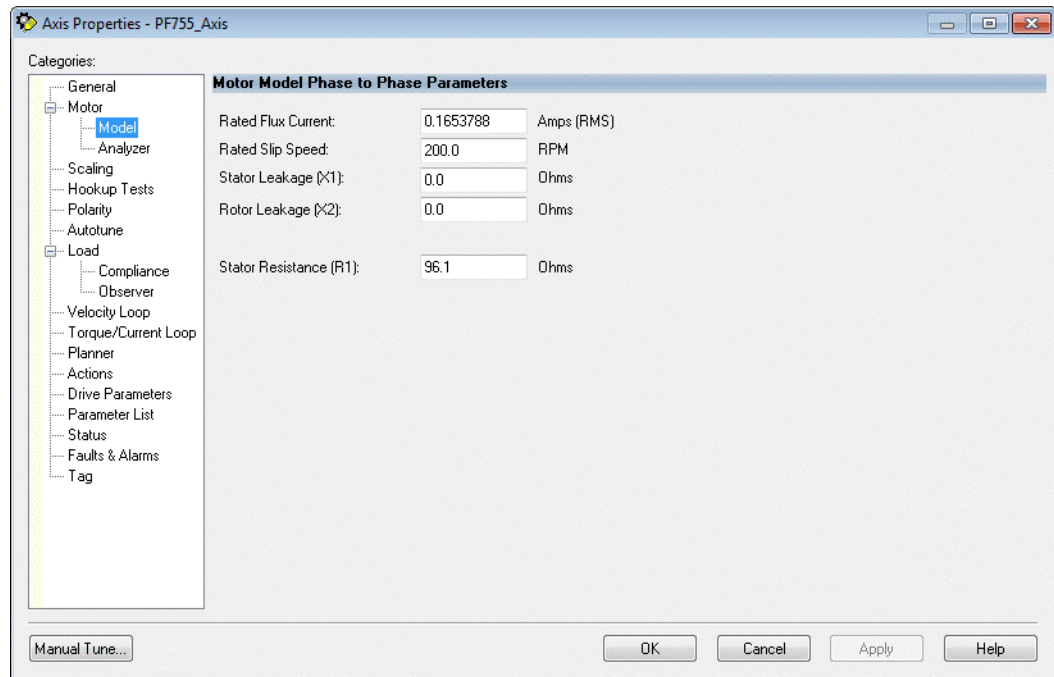 Axis Properties - PF755_Axis
Categories:
General
Motor
Model
Analyzer
Scaling
Hookup Tests
Polarity
Autotune
Load
Compliance
Observer
Velocity Loop
Torque/Current Loop
Planner
Actions
Drive Parameters
Parameter List
Status
Faults & Alarms
Tag
Motor Model Phase to Phase Parameters
Rated Flux Current: 0.1653788 Amps (RMS)
Rated Slip Speed: 200.0 RPM
Stator Leakage (X1): 0.0 Ohms
Rotor Leakage (X2): 0.0 Ohms
Stator Resistance (R1): 96.1 Ohms
Manual Tune... OK Cancel Apply Help